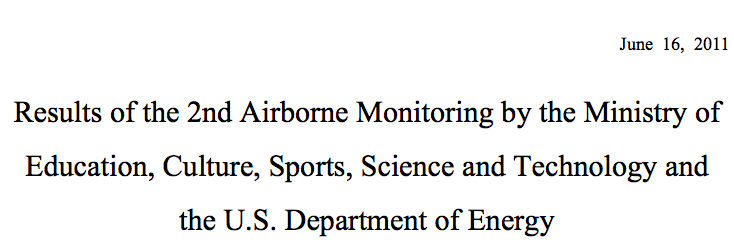 June 16, 2011
Results of the 2nd Airborne Monitoring by the Ministry of
Education, Culture, Sports, Science and Technology and
the U.S. Department of Energy